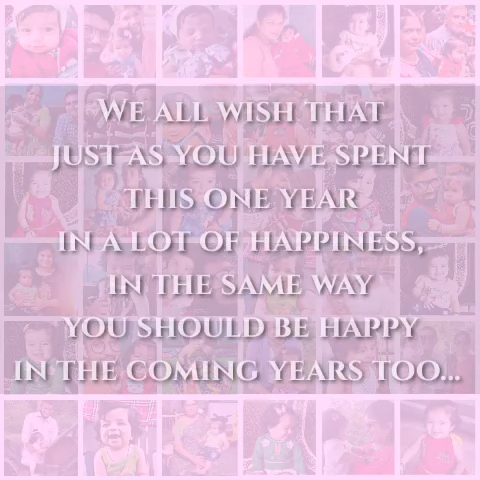 We all wish that
just as you have spent
this one year
in a lot of happiness,
in the same way
you should be happy
in the coming years too...